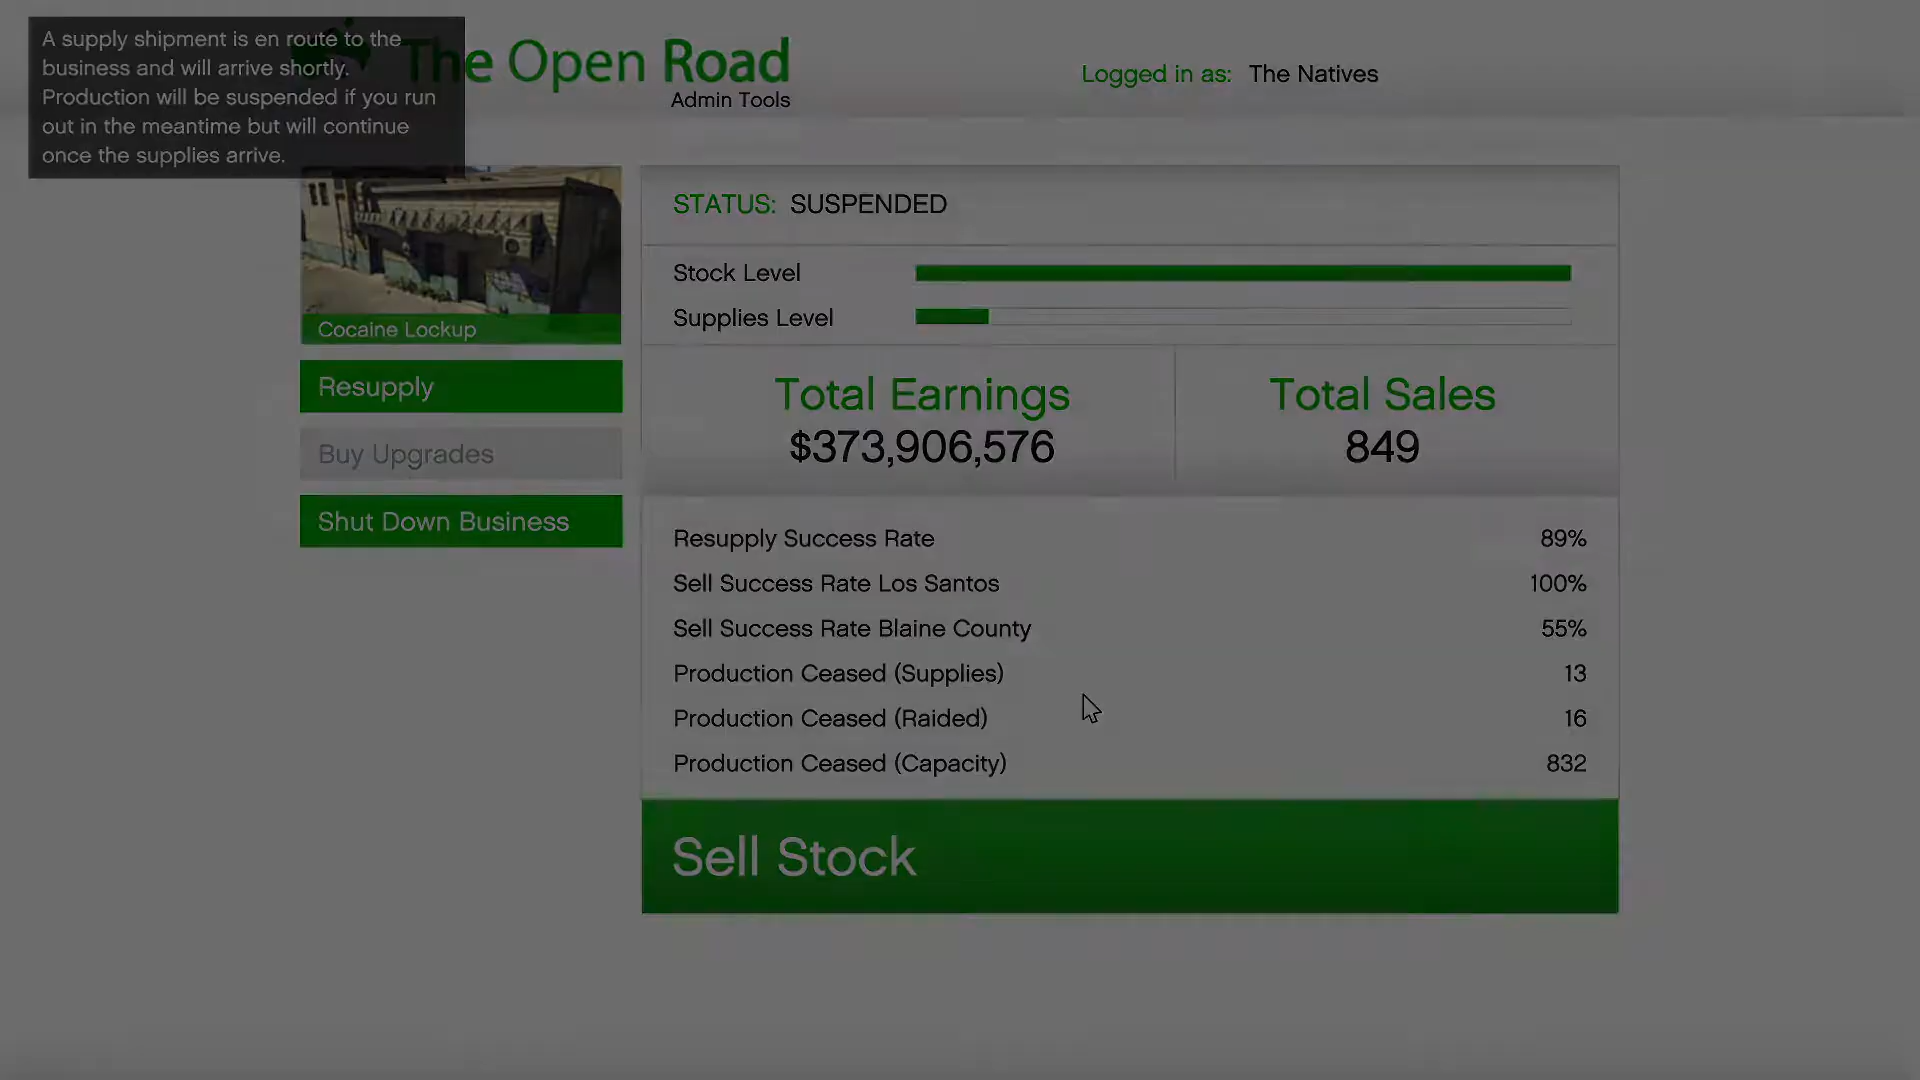 A supply shipment is en route to the
business and will arrive shortly.
Production will be suspended if you run
out in the meantime but will continue
once the supplies arrive.
The Open Road
Admin Tools
Logged in as: The Natives
Cocaine Lockup
Resupply
Buy Upgrades
Shut Down Business
STATUS: SUSPENDED
Stock Level
Supplies Level
Total Earnings
$373,906,576
Total Sales
849
Resupply Success Rate 89%
Sell Success Rate Los Santos 100%
Sell Success Rate Blaine County 55%
Production Ceased (Supplies) 13
Production Ceased (Raided) 16
Production Ceased (Capacity) 832
Sell Stock